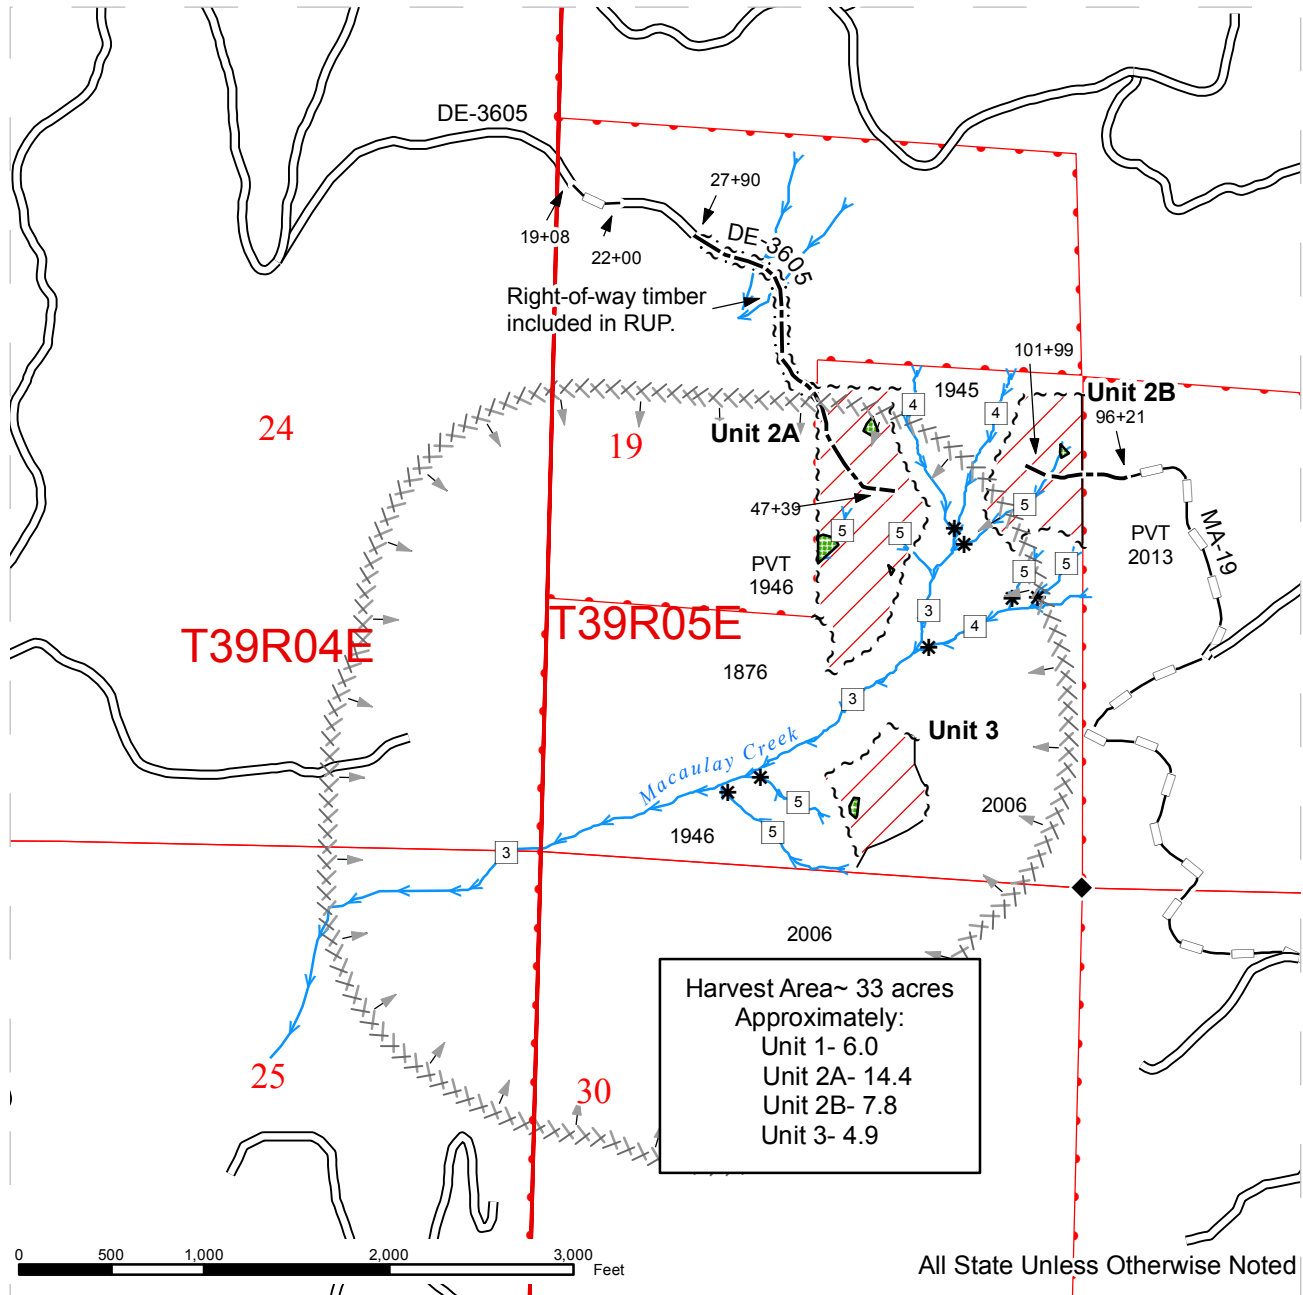 DE-3605
27+90
DE-3605
19+08
22+00
Right-of-way timber
included in RUP.
101+99
1945
Unit 2B
96+21
4
4
24
19
Unit 2A
47+39
5
5
5
PVT
1946
PVT
2013
MA-19
5
5
T39R04E
T39R05E
3
4
1876
3
Unit 3
Macaulay Creek
5
2006
1946
5
3
2006
Harvest Area~ 33 acres
Approximately:
Unit 1- 6.0
Unit 2A- 14.4
Unit 2B- 7.8
Unit 3- 4.9
25
30
0 500 1,000 2,000 3,000
Feet
All State Unless Otherwise Noted